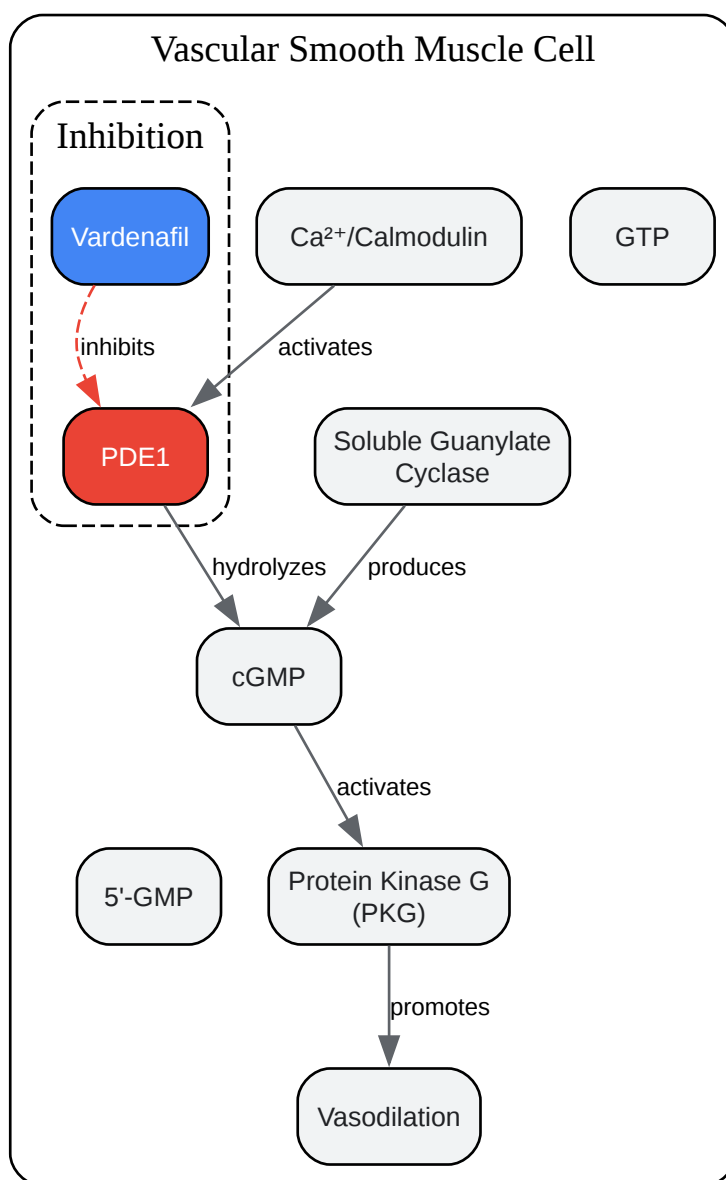 Vascular Smooth Muscle Cell
Inhibition
Vardenafil
Ca²⁺/Calmodulin
GTP
inhibits
activates
PDE1
Soluble Guanylate
Cyclase
hydrolyzes
produces
cGMP
activates
5'-GMP
Protein Kinase G
(PKG)
promotes
Vasodilation